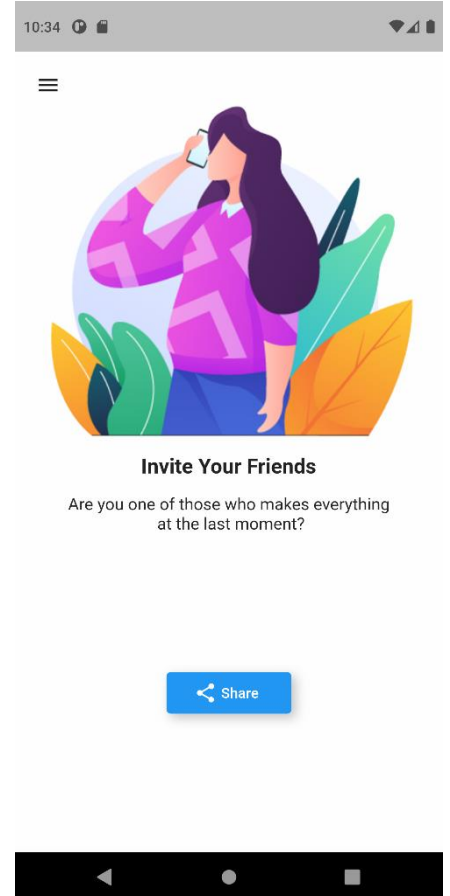 10:34
Invite Your Friends
Are you one of those who makes everything
at the last moment?
Share